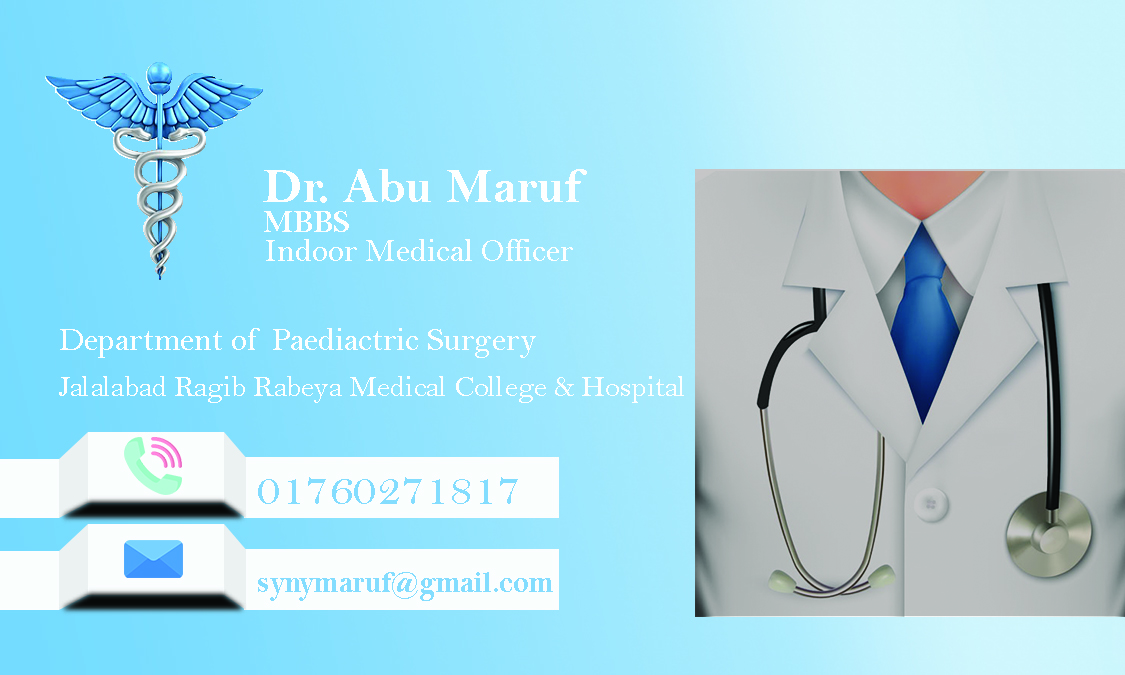 Dr. Abu Maruf
MBBS
Indoor Medical Officer
Department of Paediactric Surgery
Jalalabad Ragib Rabeya Medical College & Hospital
01760271817
synymaruf@gmail.com